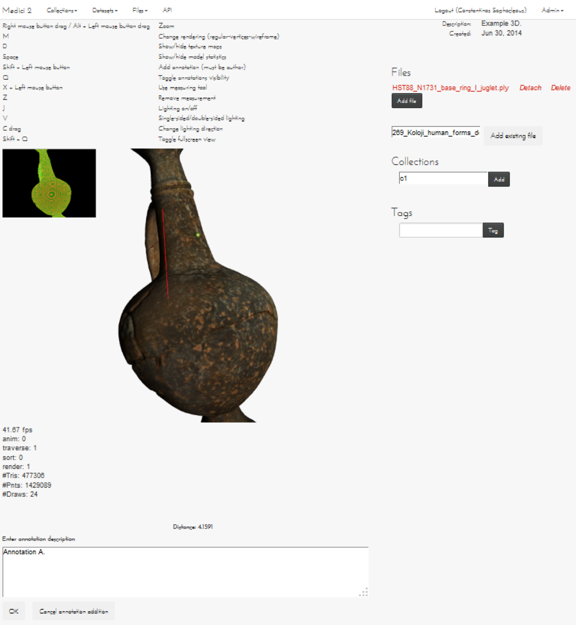 Medici 2 Collections Datasets Files API Logout (Constantinos Sophocleous) Admin
Right mouse button drag / Alt + Left mouse button drag Zoom
M Change rendering (regular-vertices-wireframe)
D Show/hide texture maps
Space Show/hide model statistics
Shift + Left mouse button Add annotation (must be author)
Q Toggle annotations visibility
X + Left mouse button Use measuring tool
Z Remove measurement
J Lighting on/off
V Single-sided/double-sided lighting
C drag Change lighting direction
Shift + Q Toggle fullscreen view
41.67 fps
anim: 0
traverse: 1
sort: 0
render: 1
#Tris: 477306
#Pnts: 1429089
#Draws: 24
Distance: 4.1591
Enter annotation description
Annotation A.
OK Cancel annotation addition
Description: Example 3D.
Created: Jun 30, 2014
Files
HST88_N1731_base_ring_I_juglet.ply Detach Delete
Add file
269_Koloji_human_forms_d Add existing file
Collections
c1 Add
Tags
Tag